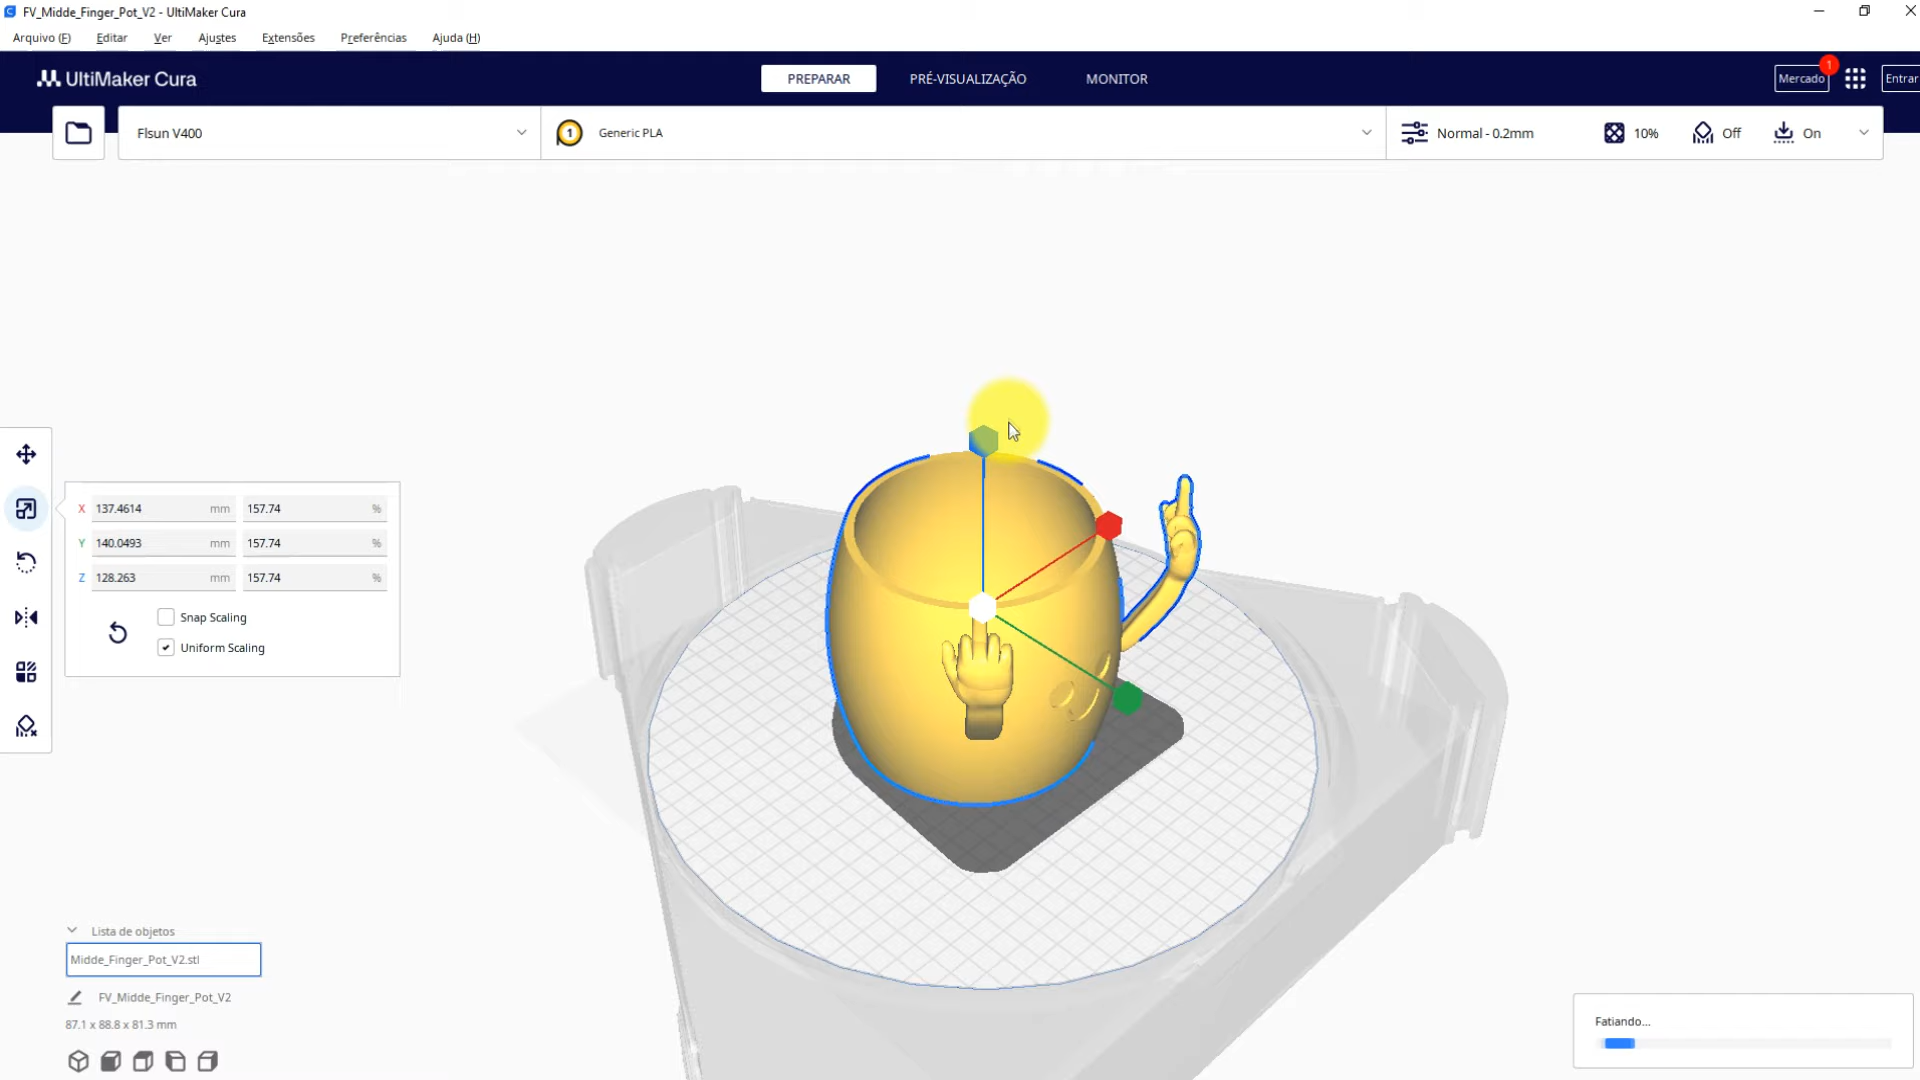 FV_Midde_Finger_Pot_V2 - UltiMaker Cura
Arquivo (F) Editar Ver Ajustes Extensões Preferências Ajuda (H)
UltiMaker Cura
PREPARAR PRÉ-VISUALIZAÇÃO MONITOR
Mercado 1 Entrar
Flsun V400 1 Generic PLA Normal - 0.2mm 10% Off On
X 137.4614 mm 157.74 %
Y 140.0493 mm 157.74 %
Z 128.263 mm 157.74 %
Snap Scaling
Uniform Scaling
Lista de objetos
Midde_Finger_Pot_V2.stl
FV_Midde_Finger_Pot_V2
87.1 x 88.8 x 81.3 mm
Fatiando...